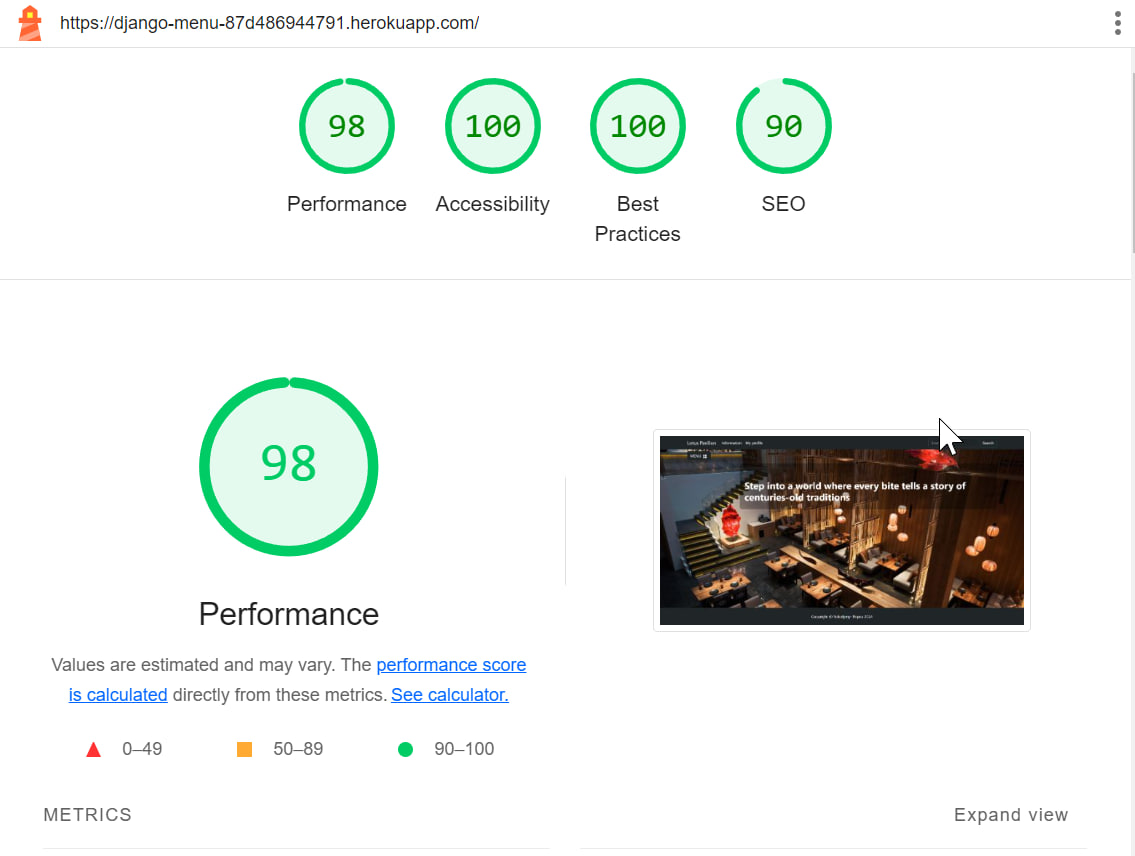 https://django-menu-87d486944791.herokuapp.com/
98 100 100 90
Performance Accessibility Best Practices SEO
98
Performance
Values are estimated and may vary. The performance score
is calculated directly from these metrics. See calculator.
0–49 50–89 90–100
Lotus Pavilion Information My profile Search
MENU
Step into a world where every bite tells a story of
centuries-old traditions
METRICS Expand view